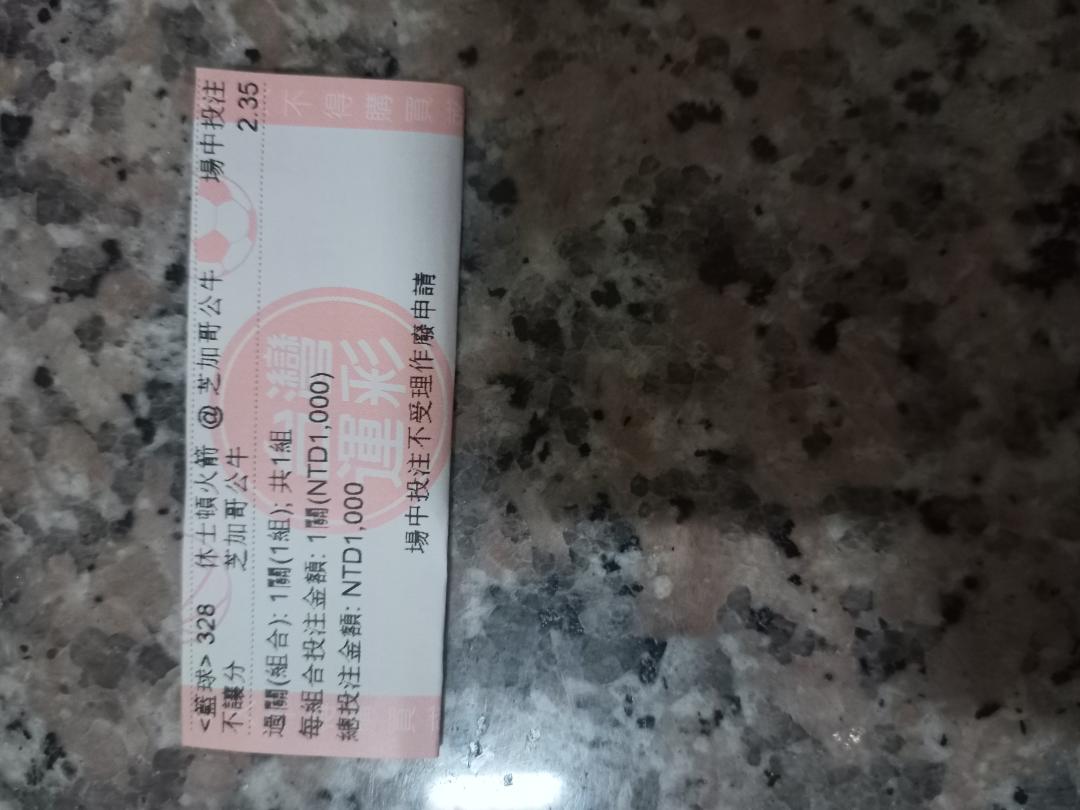 <籃球> 328 休士頓火箭 @ 芝加哥公牛 場中投注
不讓分 芝加哥公牛 2.35
過關(組合): 1關(1組); 共1組
每組合投注金額: 1關(NTD1,000)
總投注金額: NTD1,000
場中投注不受理作廢申請
台灣
運彩
不得購買
買